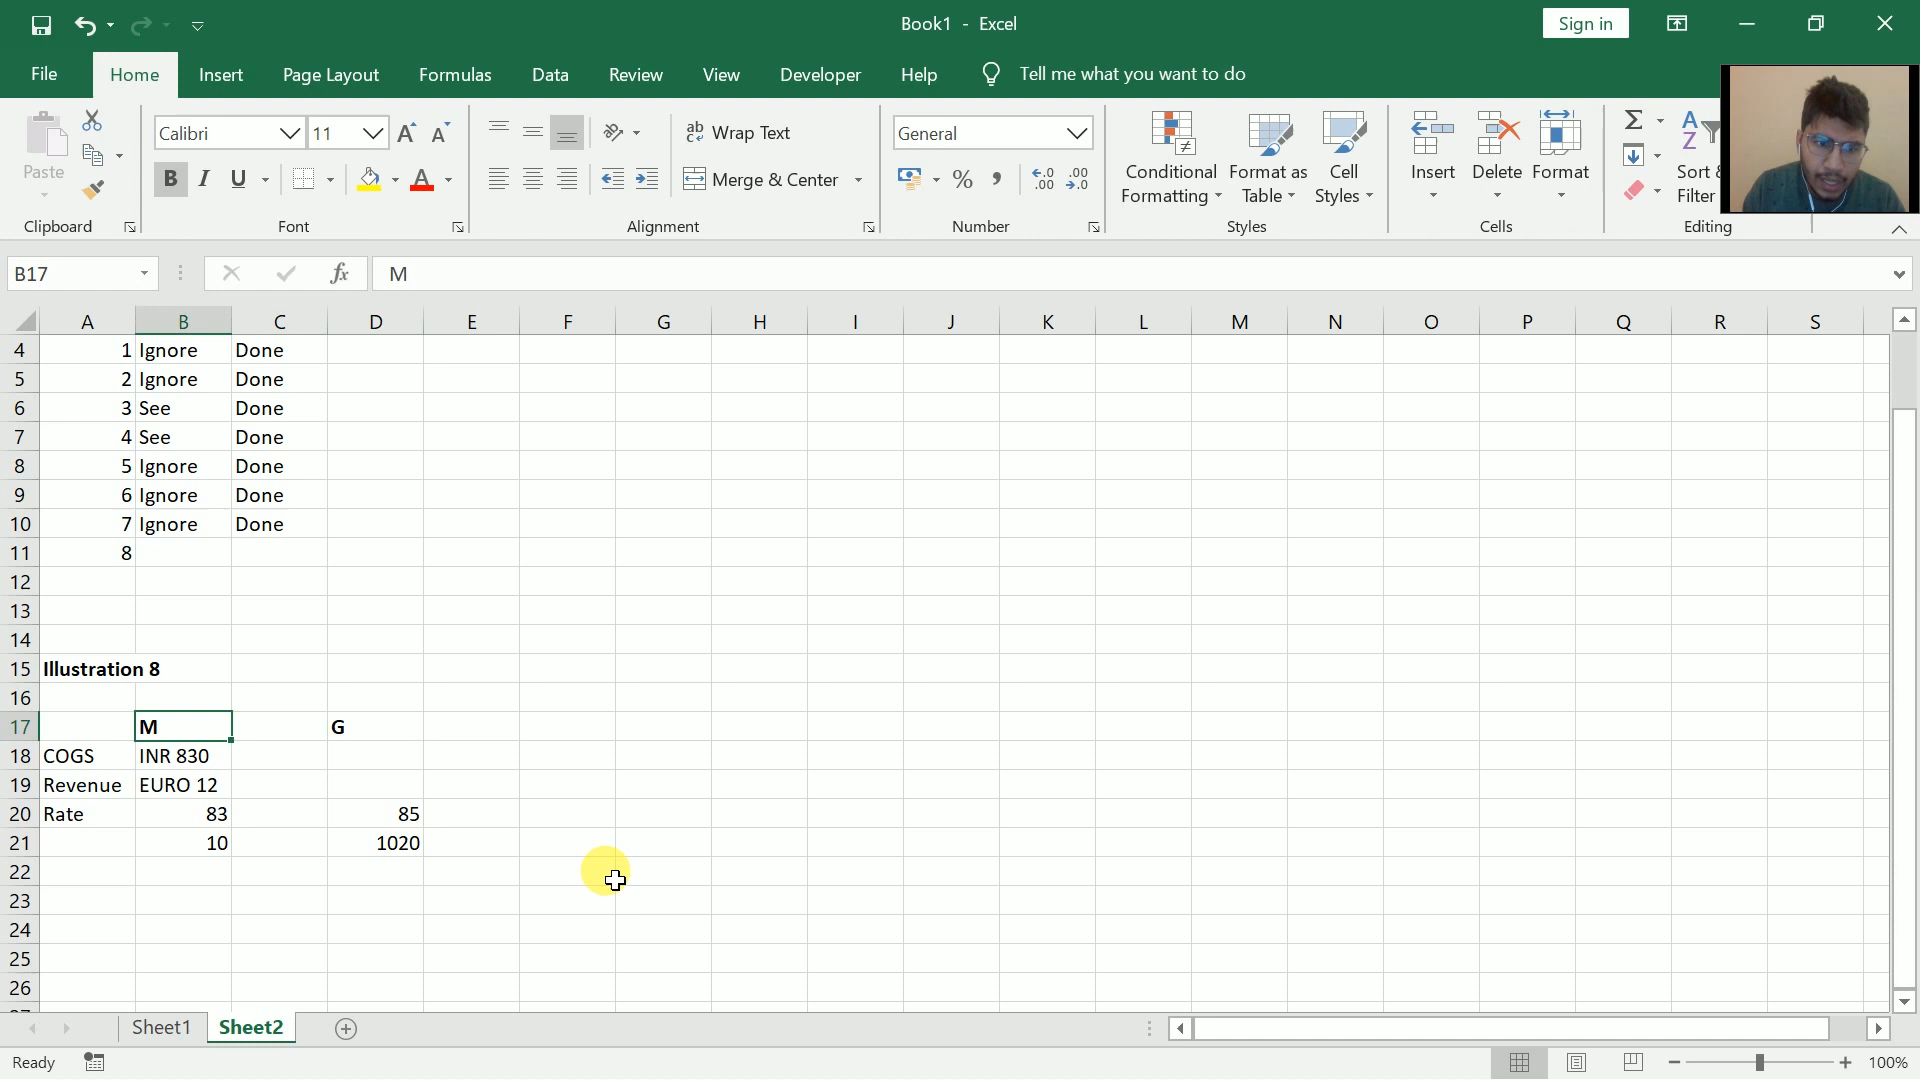 Book1 - Excel
Sign in
File Home Insert Page Layout Formulas Data Review View Developer Help Tell me what you want to do
Paste
Clipboard
Calibri 11
B I U
Font
Wrap Text
Merge & Center
Alignment
General
Number
Conditional Formatting
Format as Table
Cell Styles
Styles
Insert Delete Format
Cells
Sort
Filter
Editing
B17 fx M
A B C D E F G H I J K L M N O P Q R S
4 1 Ignore Done
5 2 Ignore Done
6 3 See Done
7 4 See Done
8 5 Ignore Done
9 6 Ignore Done
10 7 Ignore Done
11 8
12
13
14
15 Illustration 8
16
17 M G
18 COGS INR 830
19 Revenue EURO 12
20 Rate 83 85
21 10 1020
22
23
24
25
26
Sheet1 Sheet2
Ready 100%